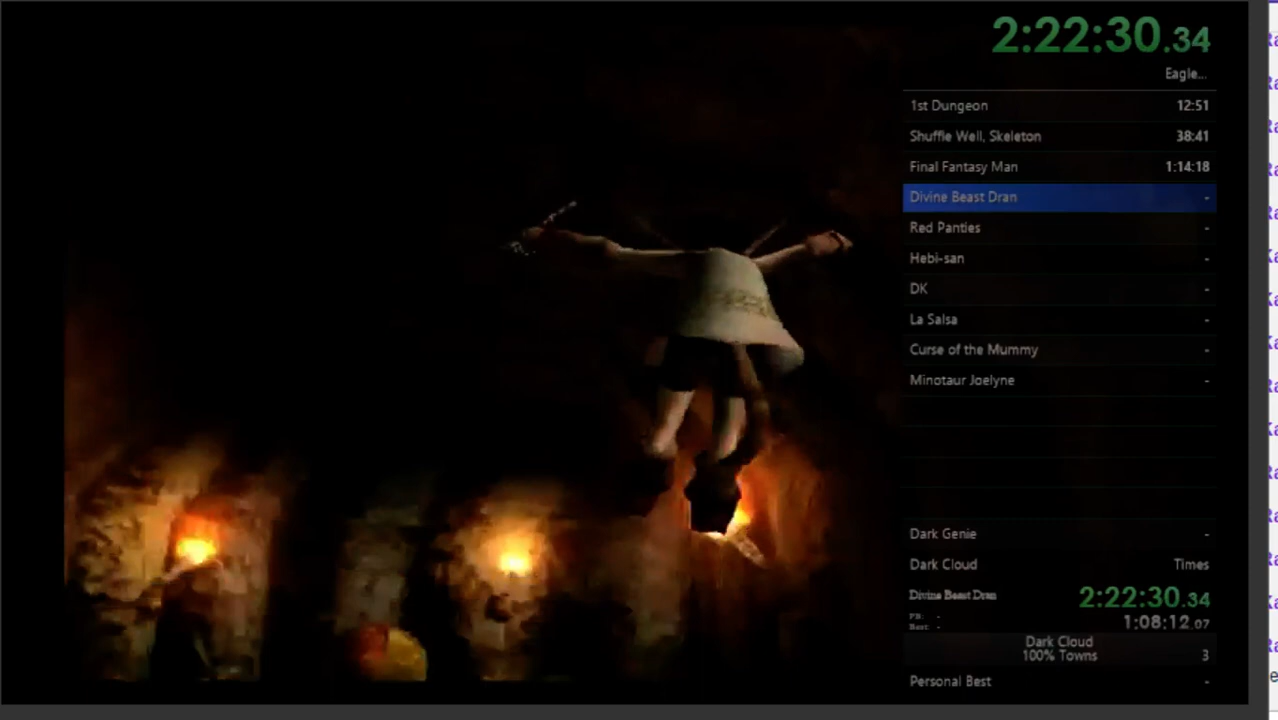 2:22:30.34
Eagle...
1st Dungeon 12:51
Shuffle Well, Skeleton 38:41
Final Fantasy Man 1:14:18
Divine Beast Dran -
Red Panties -
Hebi-san -
DK -
La Salsa -
Curse of the Mummy -
Minotaur Joelyne -
Dark Genie -
Dark Cloud Times
Divine Beast Dran 2:22:30.34
PB: -
Best: - 1:08:12.07
Dark Cloud
100% Towns 3
Personal Best -